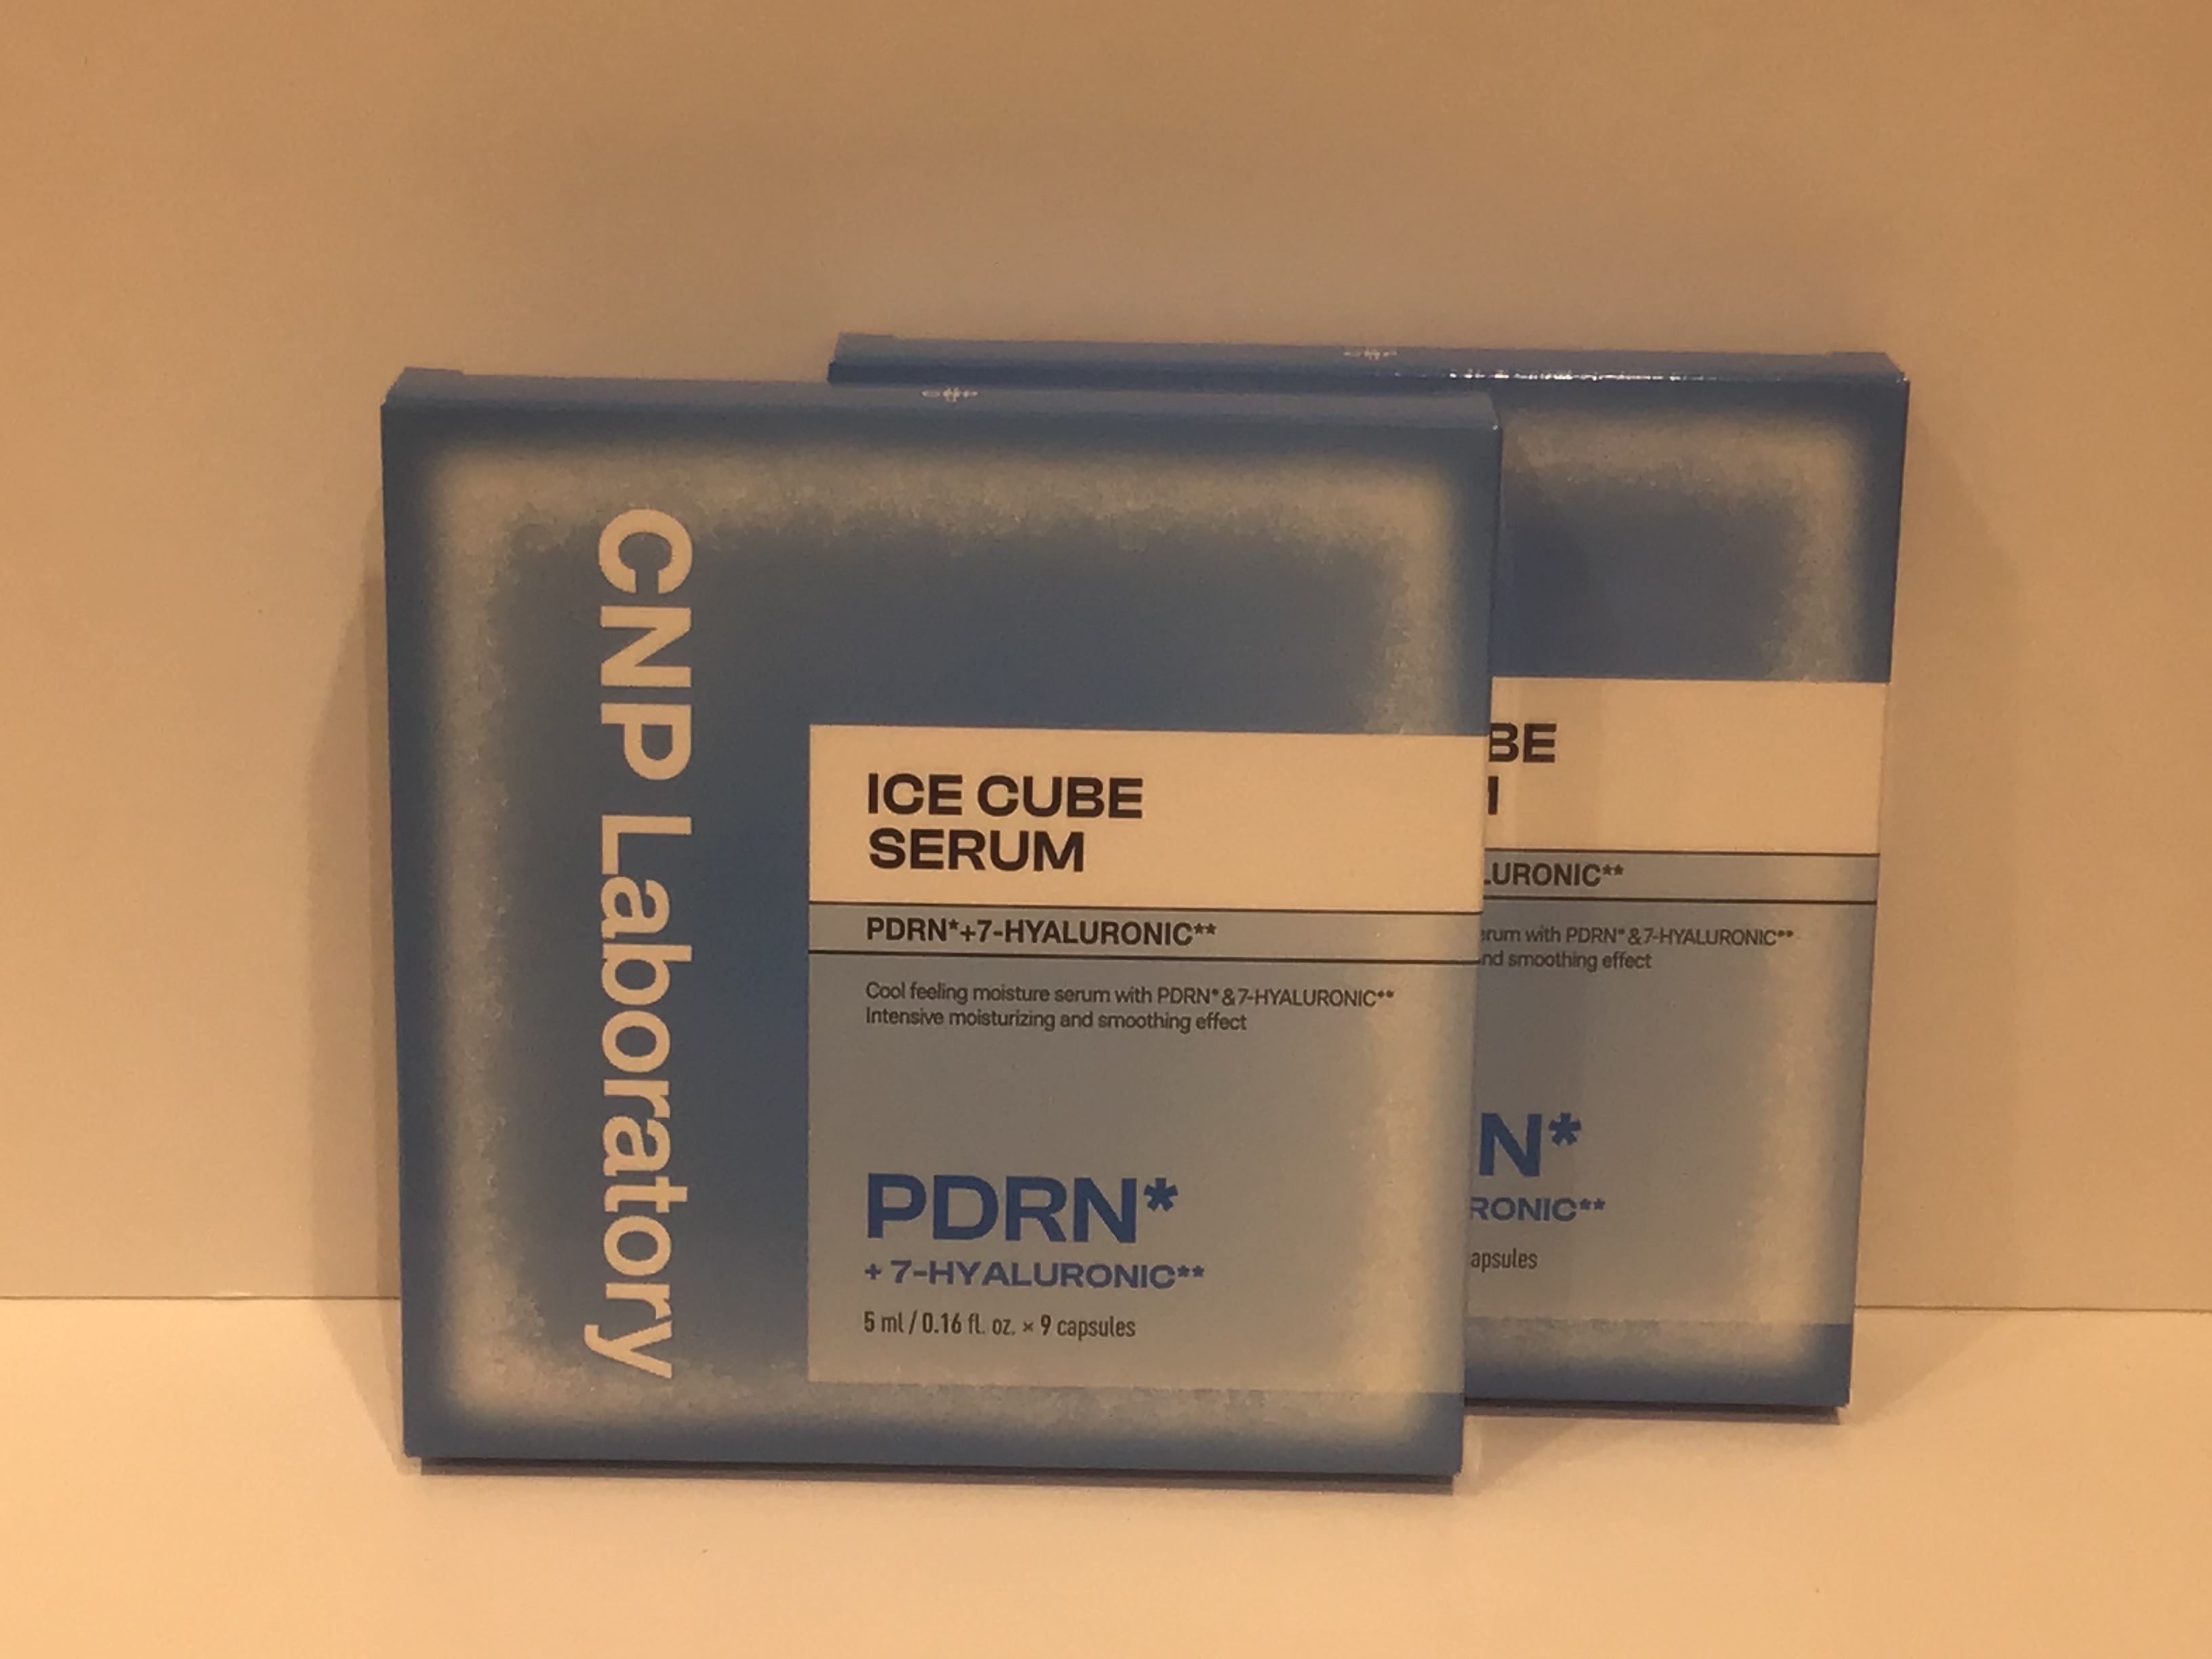 CNP Laboratory
ICE CUBE
SERUM
PDRN*+7-HYALURONIC**
Cool feeling moisture serum with PDRN*&7-HYALURONIC**
Intensive moisturizing and smoothing effect
PDRN*
+ 7-HYALURONIC**
5 ml / 0.16 fl. oz. × 9 capsules
BE
LURONIC**
erum with PDRN*&7-HYALURONIC**
nd smoothing effect
N*
RONIC**
apsules